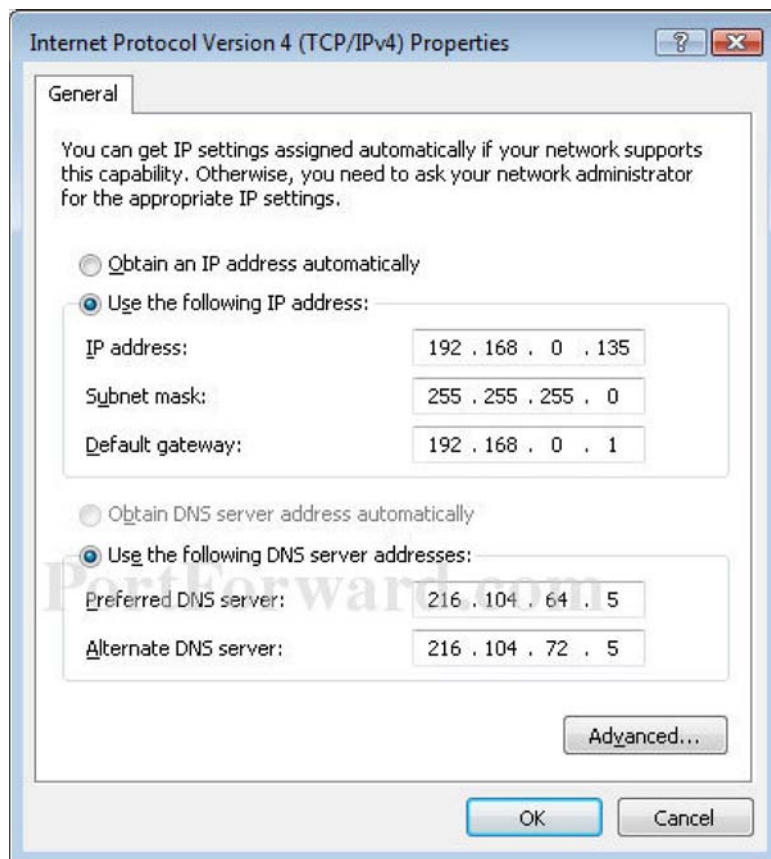 Internet Protocol Version 4 (TCP/IPv4) Properties
General
You can get IP settings assigned automatically if your network supports
this capability. Otherwise, you need to ask your network administrator
for the appropriate IP settings.
Obtain an IP address automatically
Use the following IP address:
IP address: 192 . 168 . 0 . 135
Subnet mask: 255 . 255 . 255 . 0
Default gateway: 192 . 168 . 0 . 1
Obtain DNS server address automatically
Use the following DNS server addresses:
PortForward.com
Preferred DNS server: 216 . 104 . 64 . 5
Alternate DNS server: 216 . 104 . 72 . 5
Advanced...
OK Cancel